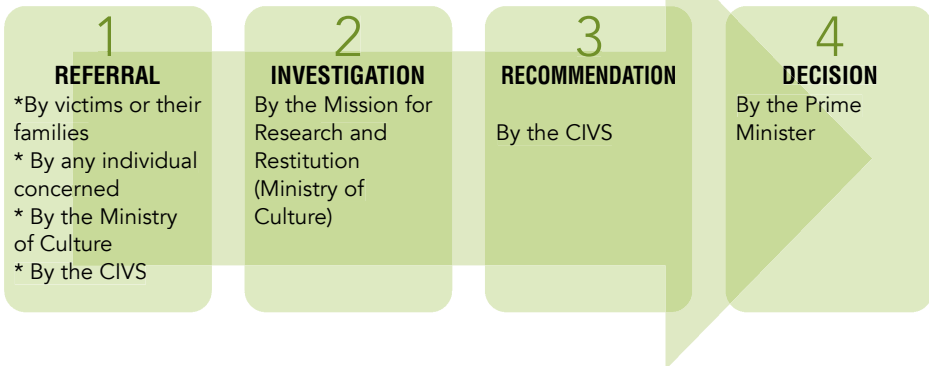 1
REFERRAL
*By victims or their
families
* By any individual
concerned
* By the Ministry
of Culture
* By the CIVS
2
INVESTIGATION
By the Mission for
Research and
Restitution
(Ministry of
Culture)
3
RECOMMENDATION
By the CIVS
4
DECISION
By the Prime
Minister